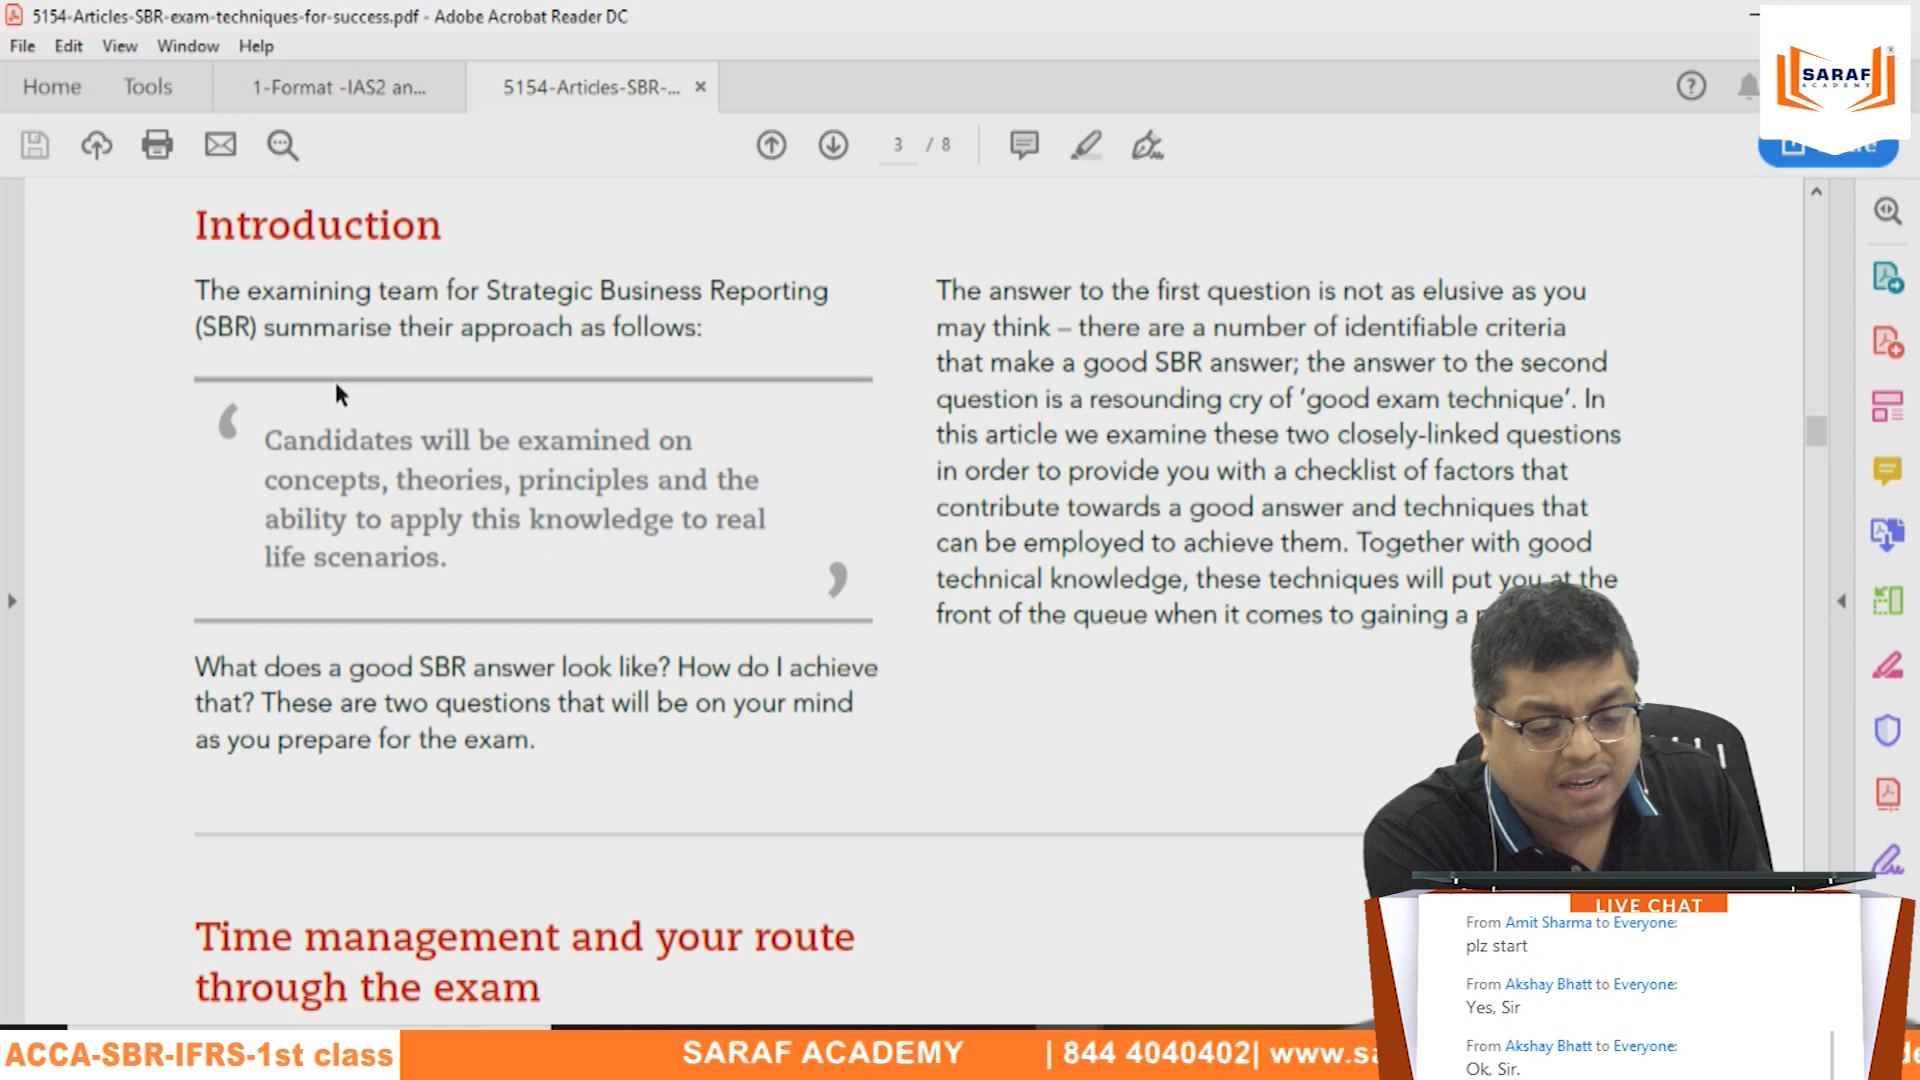 5154-Articles-SBR-exam-techniques-for-success.pdf - Adobe Acrobat Reader DC
File Edit View Window Help
Home Tools 1-Format -IAS2 an... 5154-Articles-SBR-... ×
SARAF
ACADEMY
3 / 8
Introduction
The examining team for Strategic Business Reporting
(SBR) summarise their approach as follows:
‘ Candidates will be examined on
concepts, theories, principles and the
ability to apply this knowledge to real
life scenarios. ’
What does a good SBR answer look like? How do I achieve
that? These are two questions that will be on your mind
as you prepare for the exam.
The answer to the first question is not as elusive as you
may think – there are a number of identifiable criteria
that make a good SBR answer; the answer to the second
question is a resounding cry of ‘good exam technique’. In
this article we examine these two closely-linked questions
in order to provide you with a checklist of factors that
contribute towards a good answer and techniques that
can be employed to achieve them. Together with good
technical knowledge, these techniques will put you at the
front of the queue when it comes to gaining a
Time management and your route
through the exam
LIVE CHAT
From Amit Sharma to Everyone:
plz start
From Akshay Bhatt to Everyone:
Yes, Sir
From Akshay Bhatt to Everyone:
Ok, Sir.
ACCA-SBR-IFRS-1st class
SARAF ACADEMY | 844 4040402|